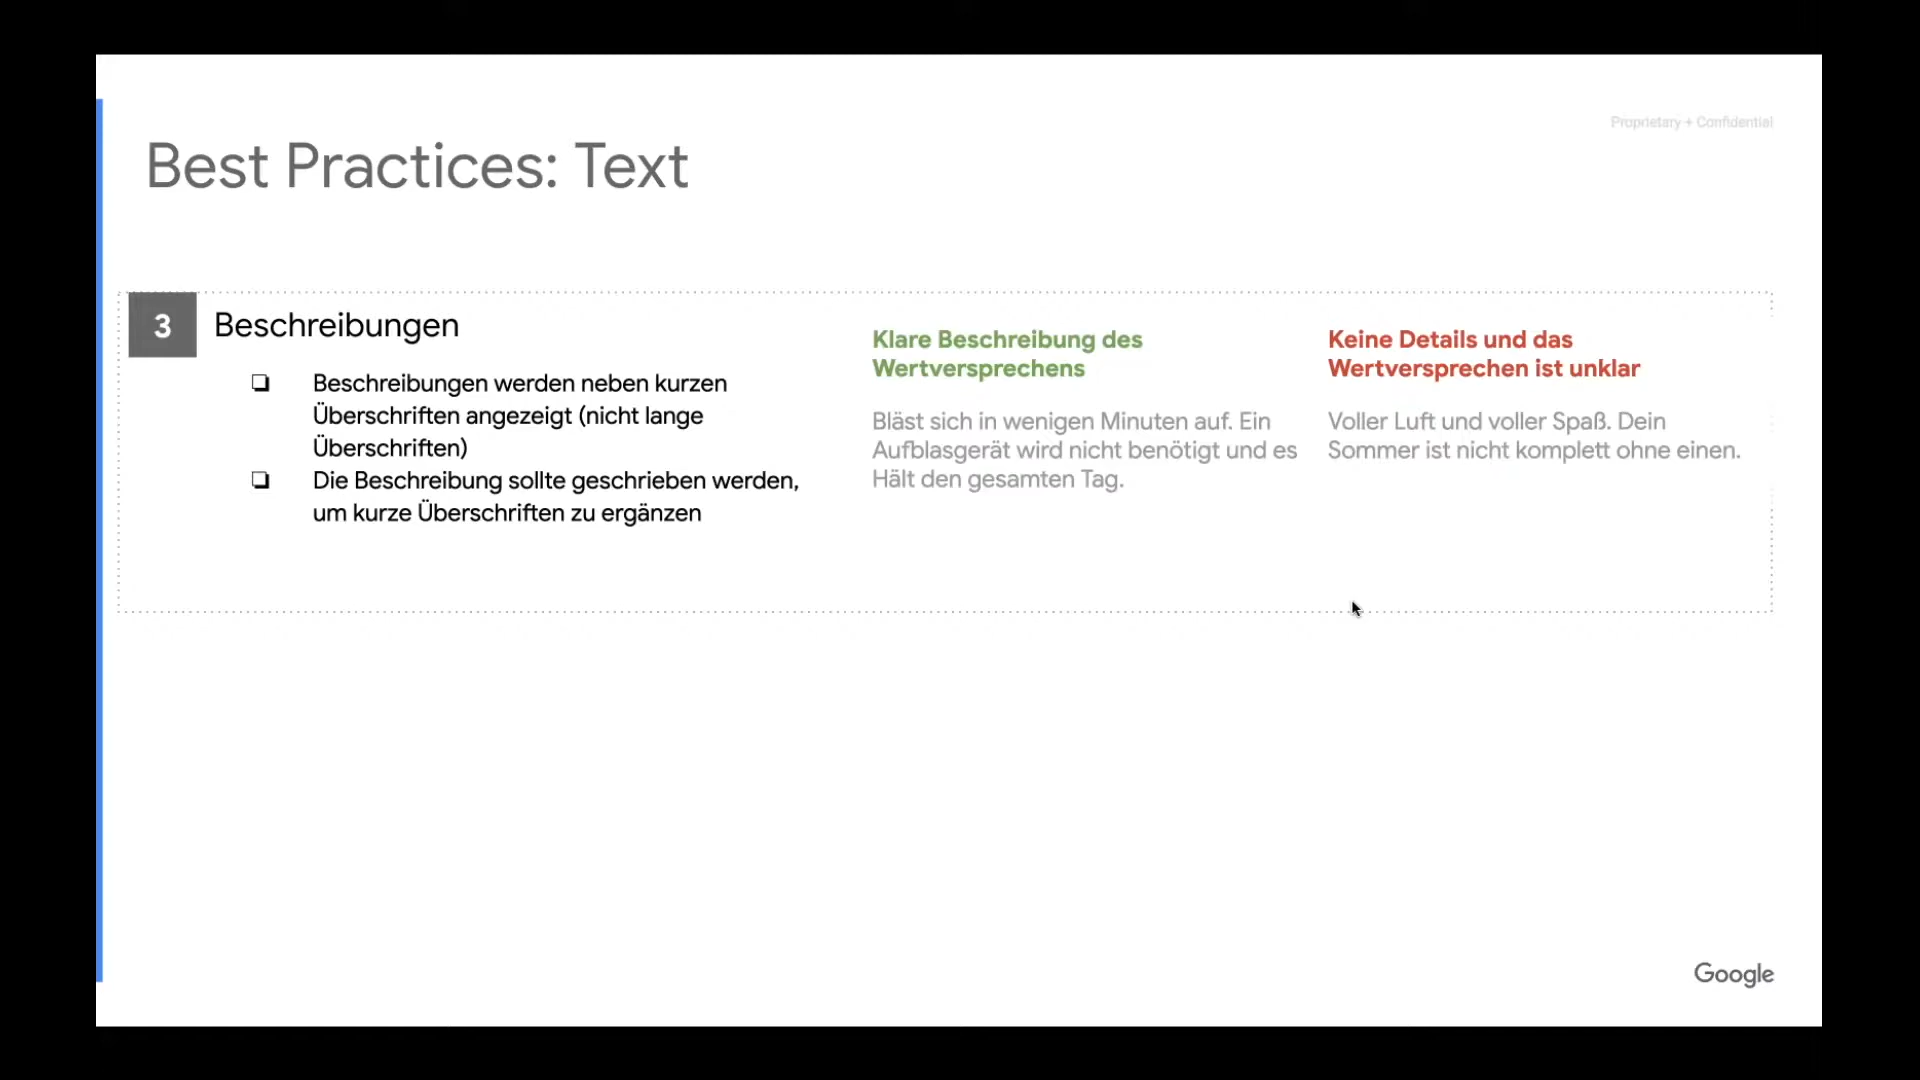 Proprietary + Confidential
Best Practices: Text
3
Beschreibungen
❏ Beschreibungen werden neben kurzen
Überschriften angezeigt (nicht lange
Überschriften)
❏ Die Beschreibung sollte geschrieben werden,
um kurze Überschriften zu ergänzen
Klare Beschreibung des
Wertversprechens
Bläst sich in wenigen Minuten auf. Ein
Aufblasgerät wird nicht benötigt und es
Hält den gesamten Tag.
Keine Details und das
Wertversprechen ist unklar
Voller Luft und voller Spaß. Dein
Sommer ist nicht komplett ohne einen.
Google